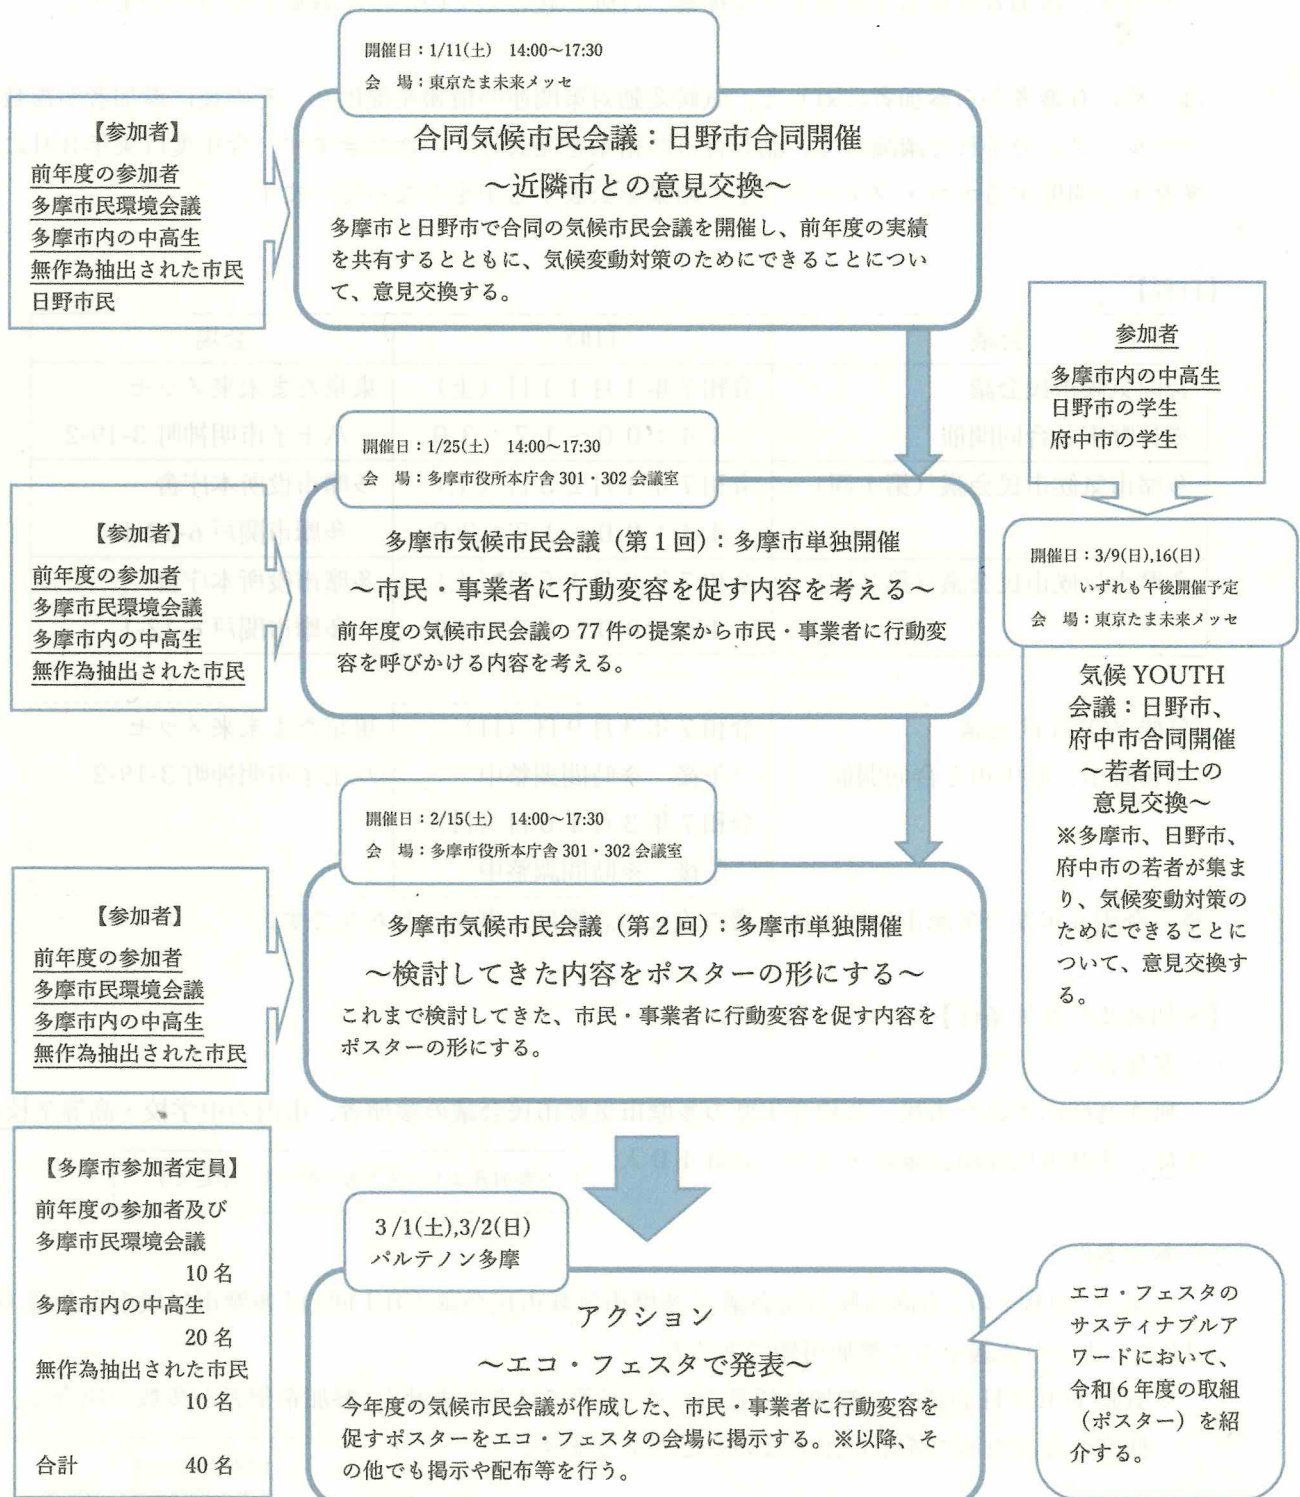 開催日：1/11(土)　14:00～17:30
会　場：東京たま未来メッセ
【参加者】
前年度の参加者
多摩市民環境会議
多摩市内の中高生
無作為抽出された市民
日野市民
合同気候市民会議：日野市合同開催
～近隣市との意見交換～
多摩市と日野市で合同の気候市民会議を開催し、前年度の実績
を共有するとともに、気候変動対策のためにできることについ
て、意見交換する。
参加者
多摩市内の中高生
日野市の学生
府中市の学生
開催日：1/25(土)　14:00～17:30
会　場：多摩市役所本庁舎 301・302 会議室
【参加者】
前年度の参加者
多摩市民環境会議
多摩市内の中高生
無作為抽出された市民
多摩市気候市民会議（第１回）：多摩市単独開催
～市民・事業者に行動変容を促す内容を考える～
前年度の気候市民会議の 77 件の提案から市民・事業者に行動変
容を呼びかける内容を考える。
開催日：3/9(日),16(日)
いずれも午後開催予定
会　場：東京たま未来メッセ
気候 YOUTH
会議：日野市、
府中市合同開催
～若者同士の
意見交換～
※多摩市、日野市、
府中市の若者が集ま
り、気候変動対策の
ためにできることに
ついて、意見交換す
る。
開催日：2/15(土)　14:00～17:30
会　場：多摩市役所本庁舎 301・302 会議室
【参加者】
前年度の参加者
多摩市民環境会議
多摩市内の中高生
無作為抽出された市民
多摩市気候市民会議（第２回）：多摩市単独開催
～検討してきた内容をポスターの形にする～
これまで検討してきた、市民・事業者に行動変容を促す内容を
ポスターの形にする。
【多摩市参加者定員】
前年度の参加者及び
多摩市民環境会議
10 名
多摩市内の中高生
20 名
無作為抽出された市民
10 名
合計　40 名
3/1(土),3/2(日)
パルテノン多摩
アクション
～エコ・フェスタで発表～
今年度の気候市民会議が作成した、市民・事業者に行動変容を
促すポスターをエコ・フェスタの会場に掲示する。※以降、そ
の他でも掲示や配布等を行う。
エコ・フェスタの
サスティナブルア
ワードにおいて、
令和６年度の取組
（ポスター）を紹
介する。